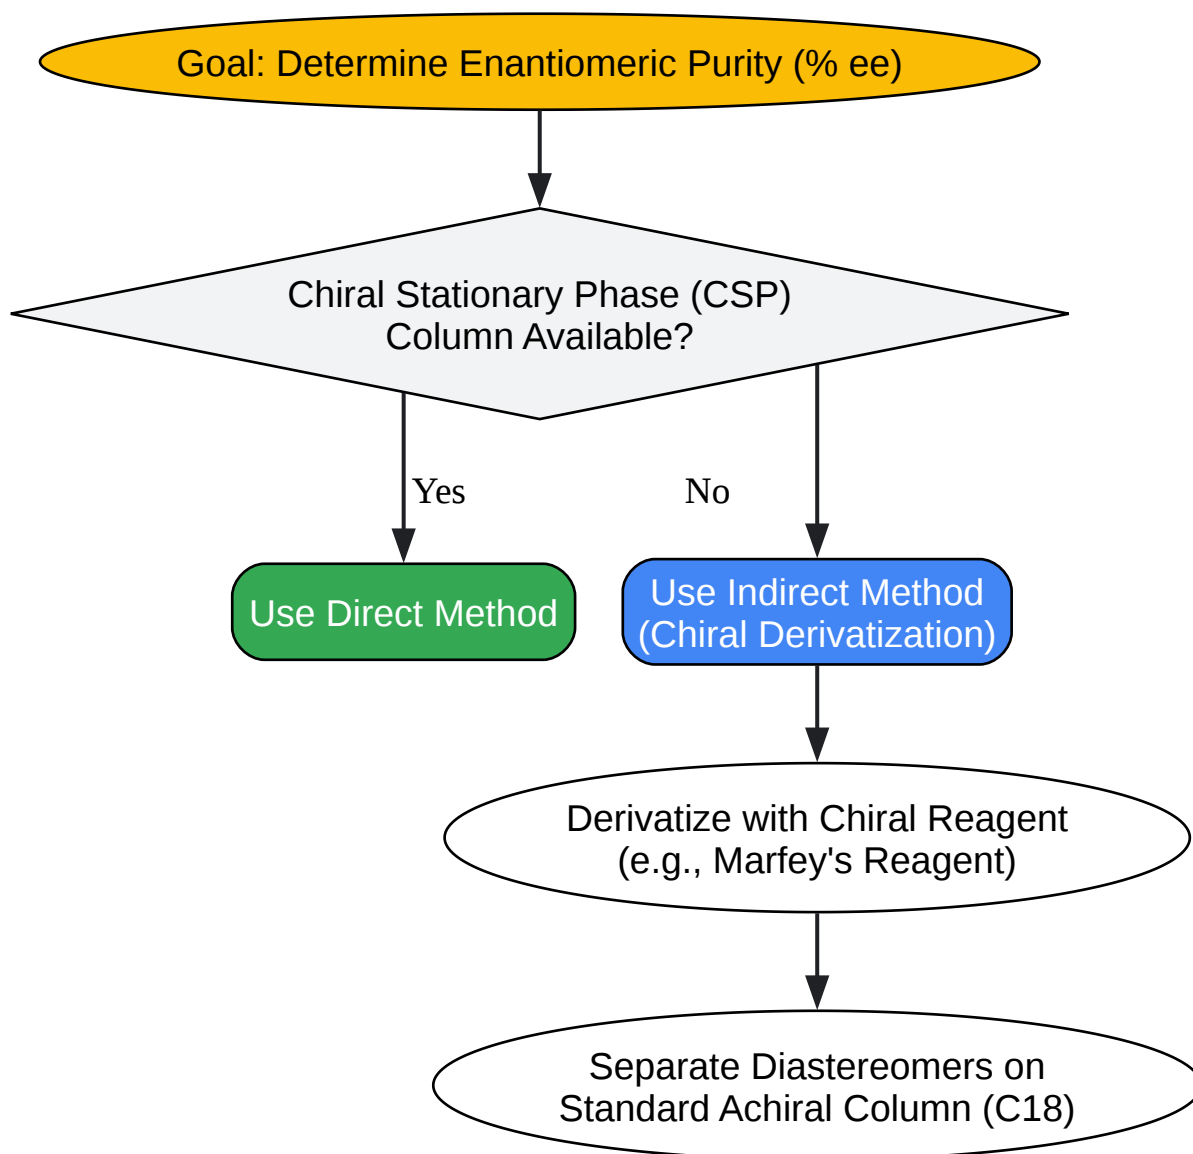 Goal: Determine Enantiomeric Purity (% ee)
Chiral Stationary Phase (CSP)
Column Available?
Yes
No
Use Direct Method
Use Indirect Method
(Chiral Derivatization)
Derivatize with Chiral Reagent
(e.g., Marfey's Reagent)
Separate Diastereomers on
Standard Achiral Column (C18)